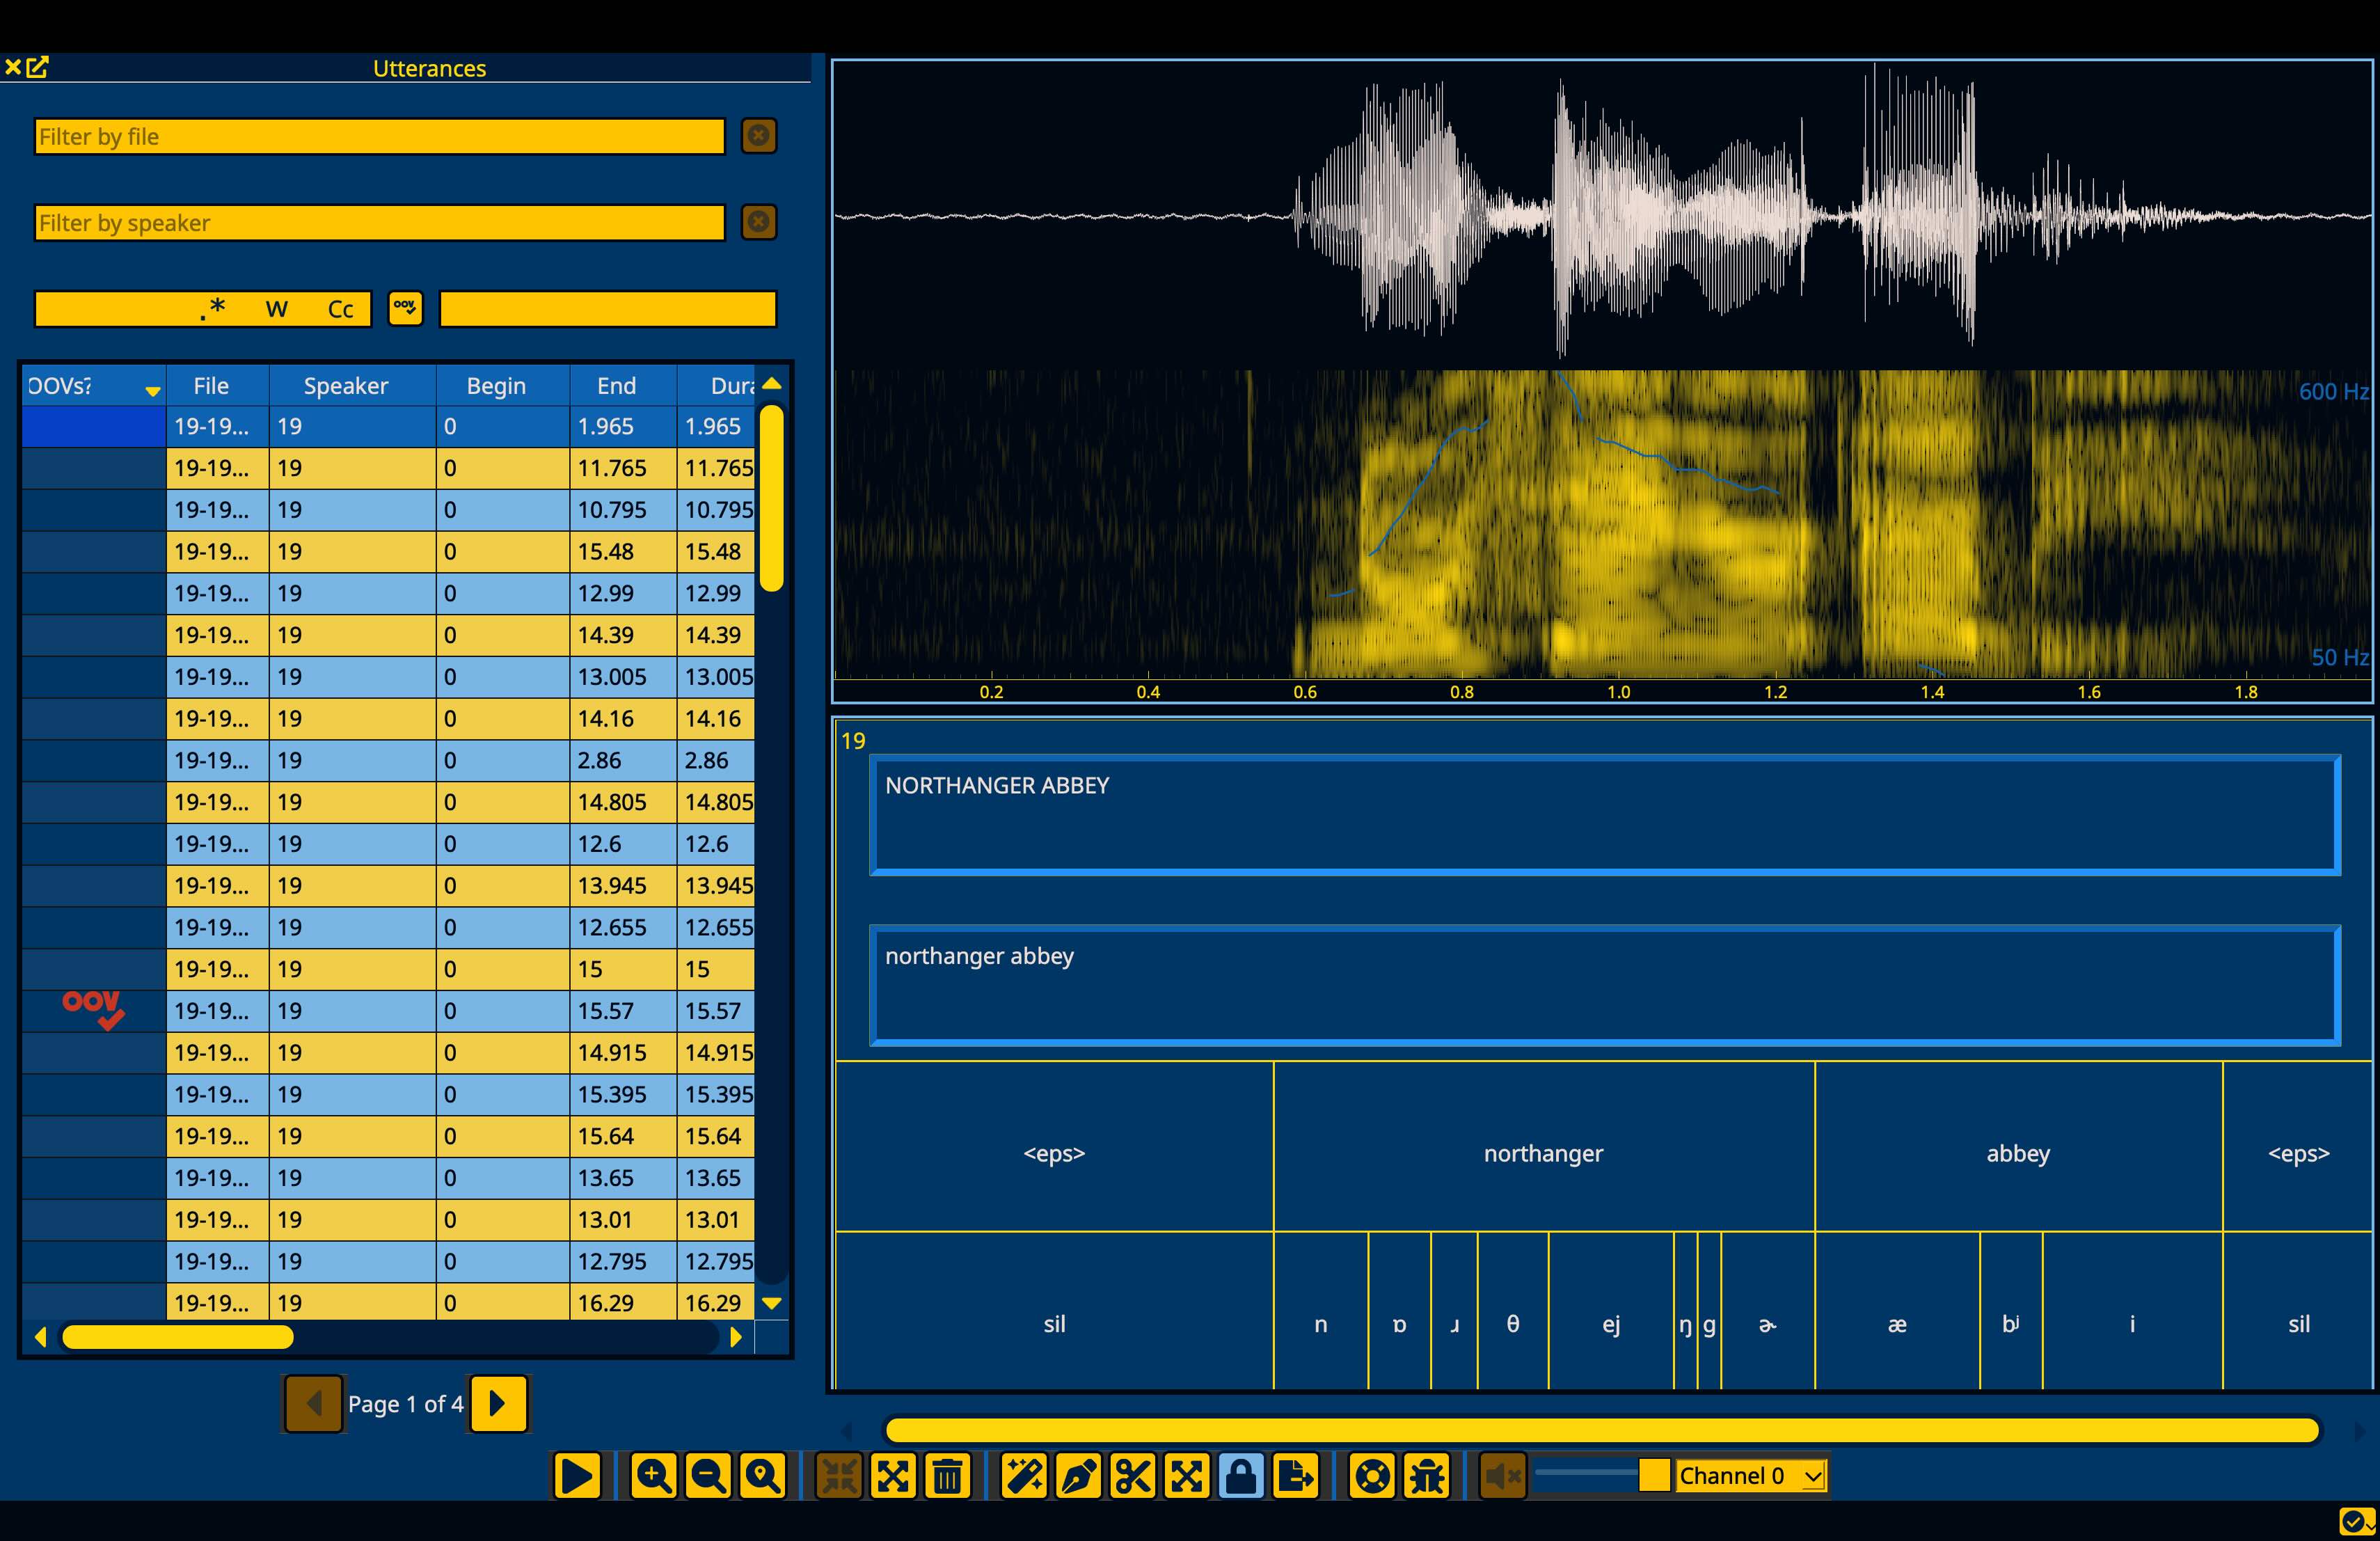 Utterances
Filter by file
Filter by speaker
.* W Cc oov
OOVs? File Speaker Begin End Dura
19-19... 19 0 1.965 1.965
19-19... 19 0 11.765 11.765
19-19... 19 0 10.795 10.795
19-19... 19 0 15.48 15.48
19-19... 19 0 12.99 12.99
19-19... 19 0 14.39 14.39
19-19... 19 0 13.005 13.005
19-19... 19 0 14.16 14.16
19-19... 19 0 2.86 2.86
19-19... 19 0 14.805 14.805
19-19... 19 0 12.6 12.6
19-19... 19 0 13.945 13.945
19-19... 19 0 12.655 12.655
19-19... 19 0 15 15
oov 19-19... 19 0 15.57 15.57
19-19... 19 0 14.915 14.915
19-19... 19 0 15.395 15.395
19-19... 19 0 15.64 15.64
19-19... 19 0 13.65 13.65
19-19... 19 0 13.01 13.01
19-19... 19 0 12.795 12.795
19-19... 19 0 16.29 16.29
Page 1 of 4
600 Hz
50 Hz
0.2 0.4 0.6 0.8 1.0 1.2 1.4 1.6 1.8
19
NORTHANGER ABBEY
northanger abbey
<eps> northanger abbey <eps>
sil n ɒ ɹ θ ej ŋ ɡ ɚ æ bʲ i sil
Channel 0